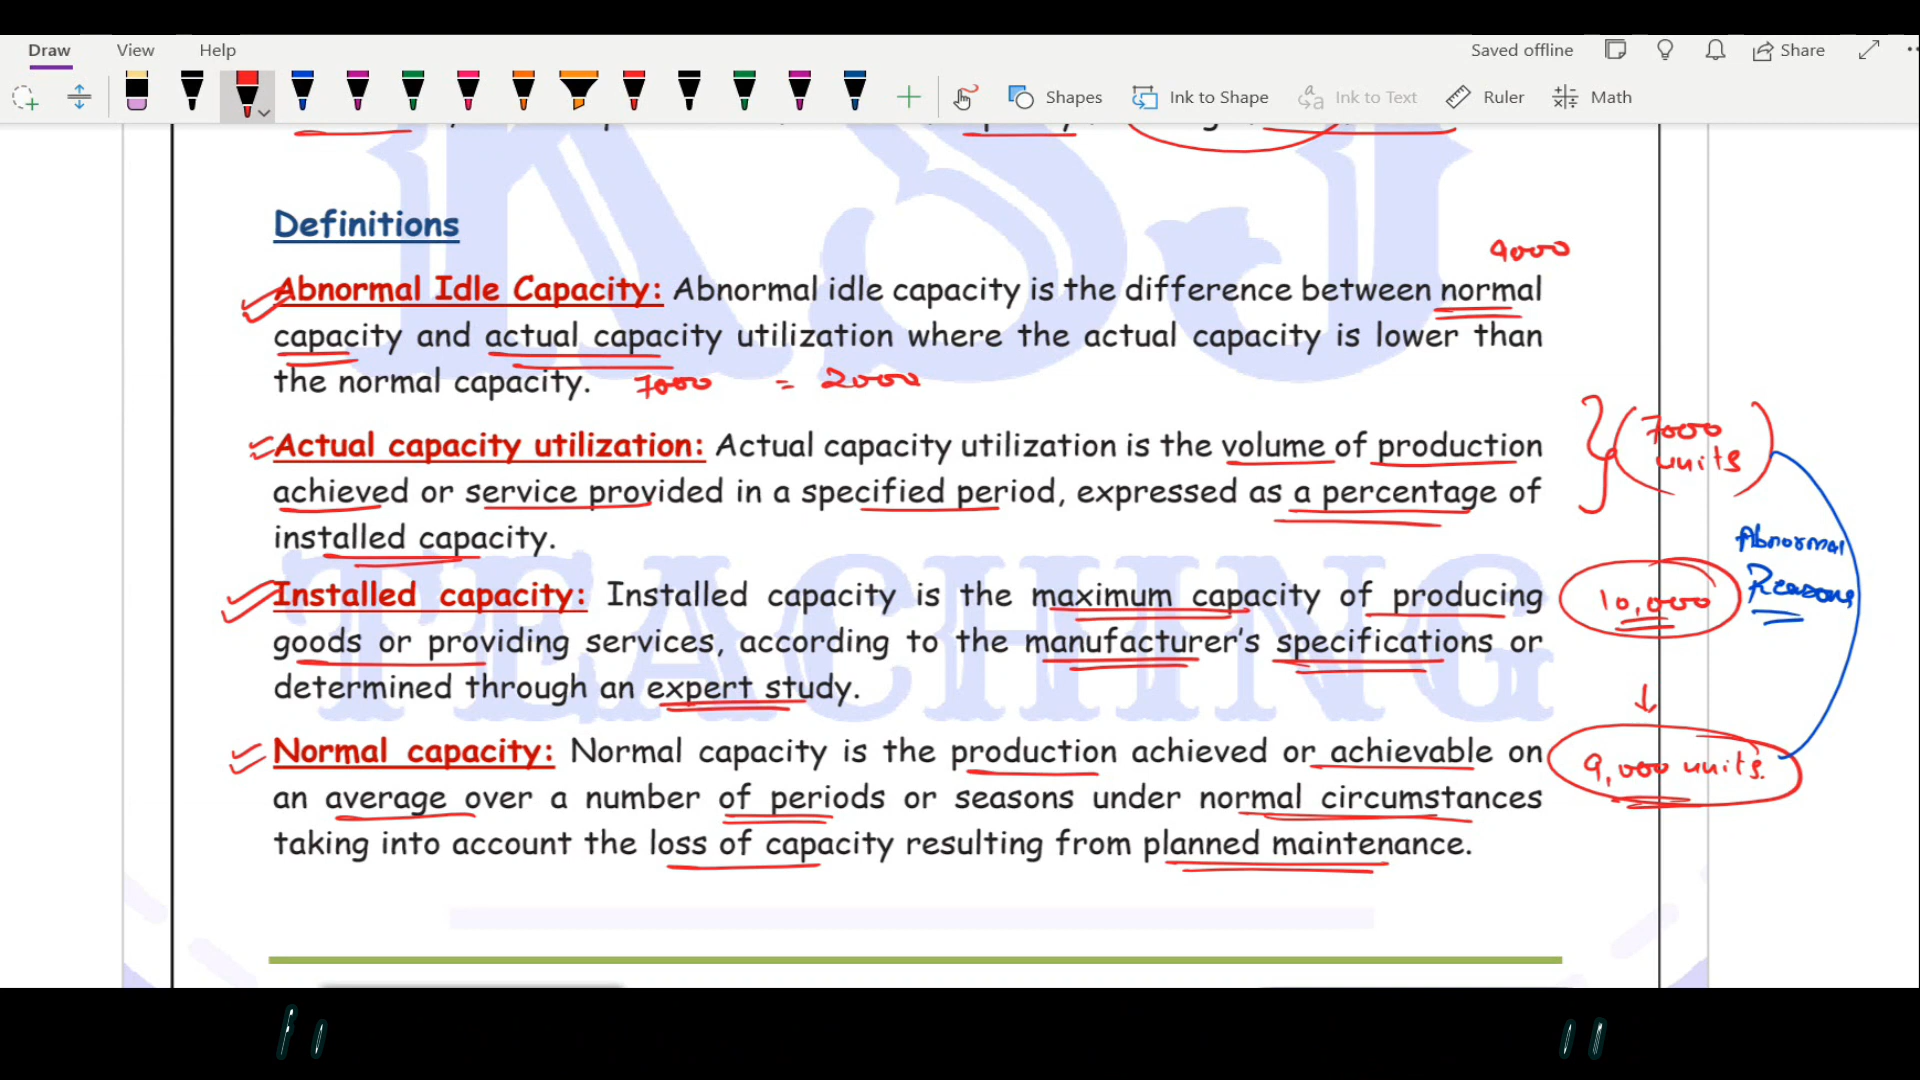 Draw View Help Saved offline Share
Shapes Ink to Shape Ink to Text Ruler Math
KSJ
Definitions
9000
Abnormal Idle Capacity: Abnormal idle capacity is the difference between normal
capacity and actual capacity utilization where the actual capacity is lower than
the normal capacity. 7000 = 2000
Actual capacity utilization: Actual capacity utilization is the volume of production
achieved or service provided in a specified period, expressed as a percentage of
installed capacity.
7000
units
Abnormal
Reasons
TEACHING
Installed capacity: Installed capacity is the maximum capacity of producing
goods or providing services, according to the manufacturer's specifications or
determined through an expert study.
10,000
Normal capacity: Normal capacity is the production achieved or achievable on
an average over a number of periods or seasons under normal circumstances
taking into account the loss of capacity resulting from planned maintenance.
9,000 units.